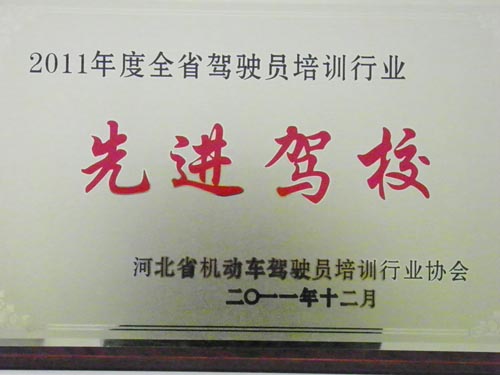 2011年度全省驾驶员培训行业
先进驾校
河北省机动车驾驶员培训行业协会
二〇一一年十二月